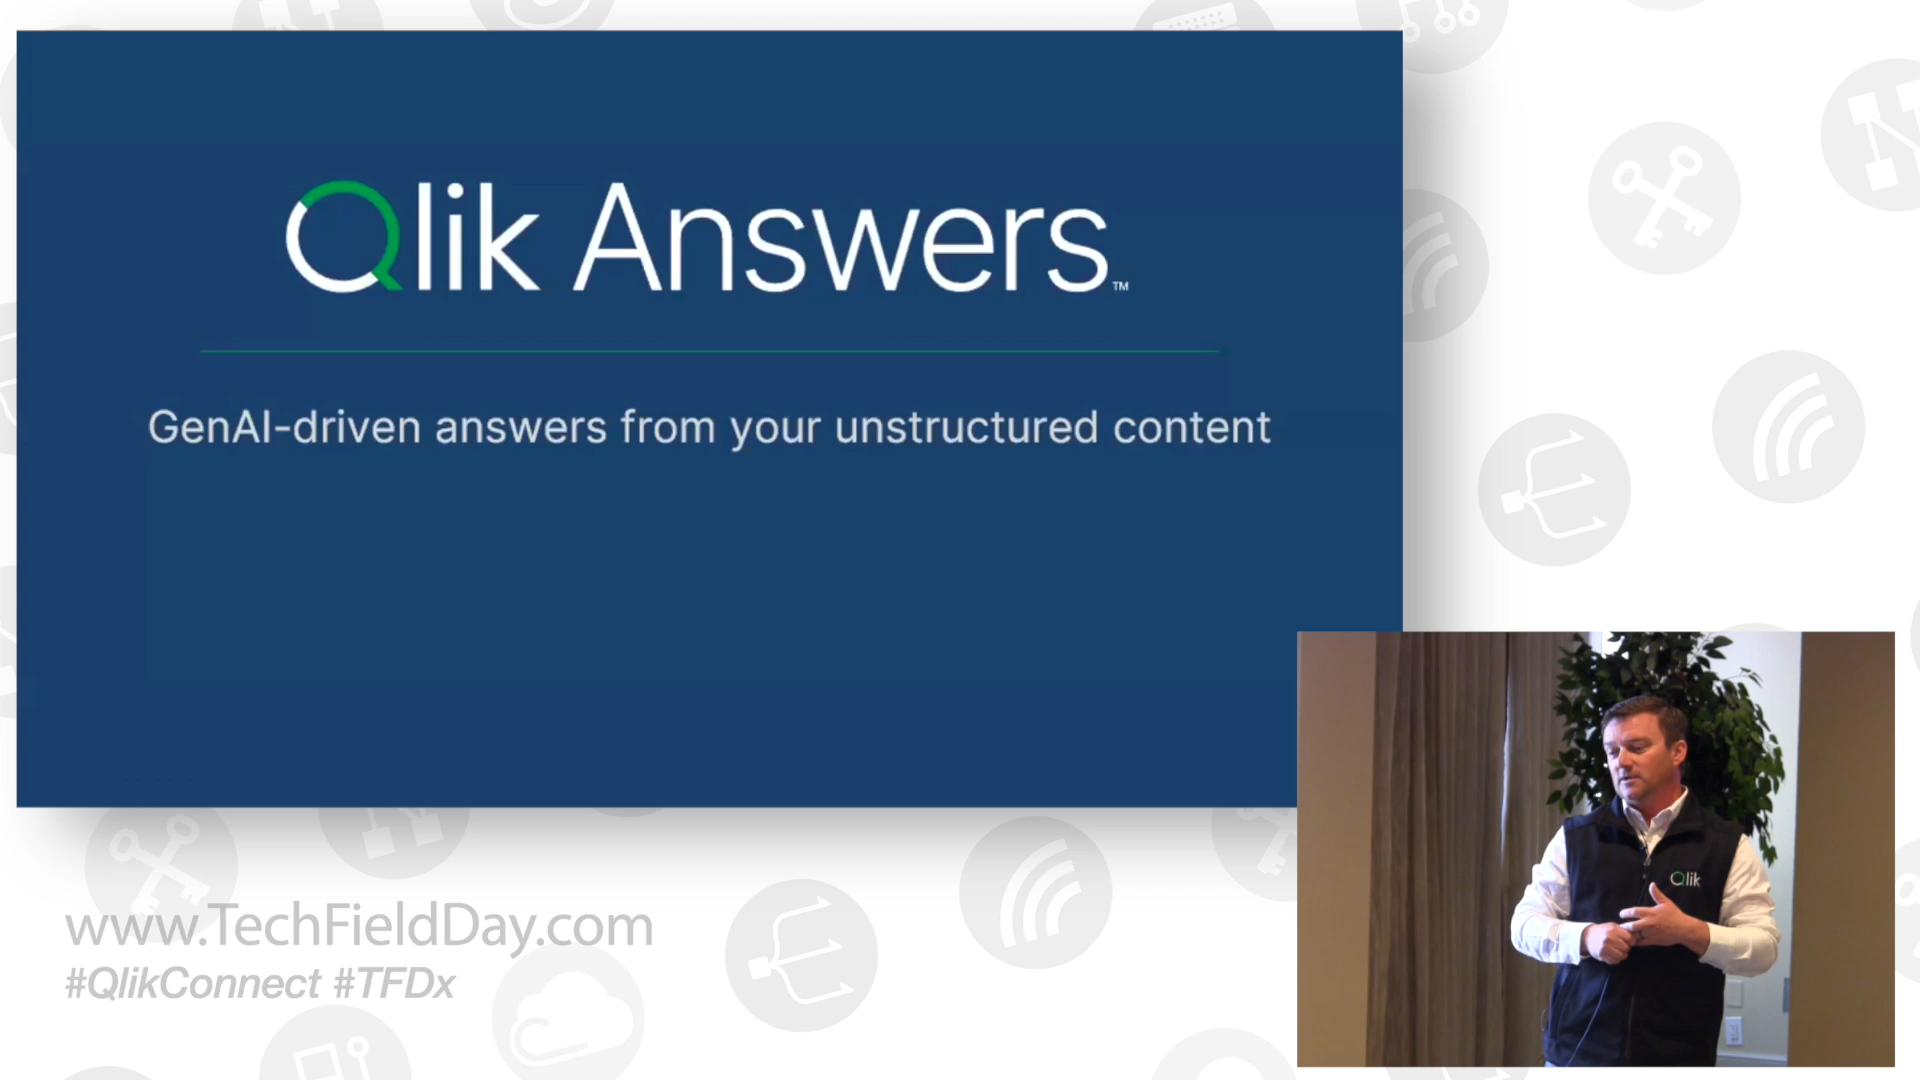 Qlik Answers™
GenAI-driven answers from your unstructured content
www.TechFieldDay.com
#QlikConnect #TFDx
Qlik